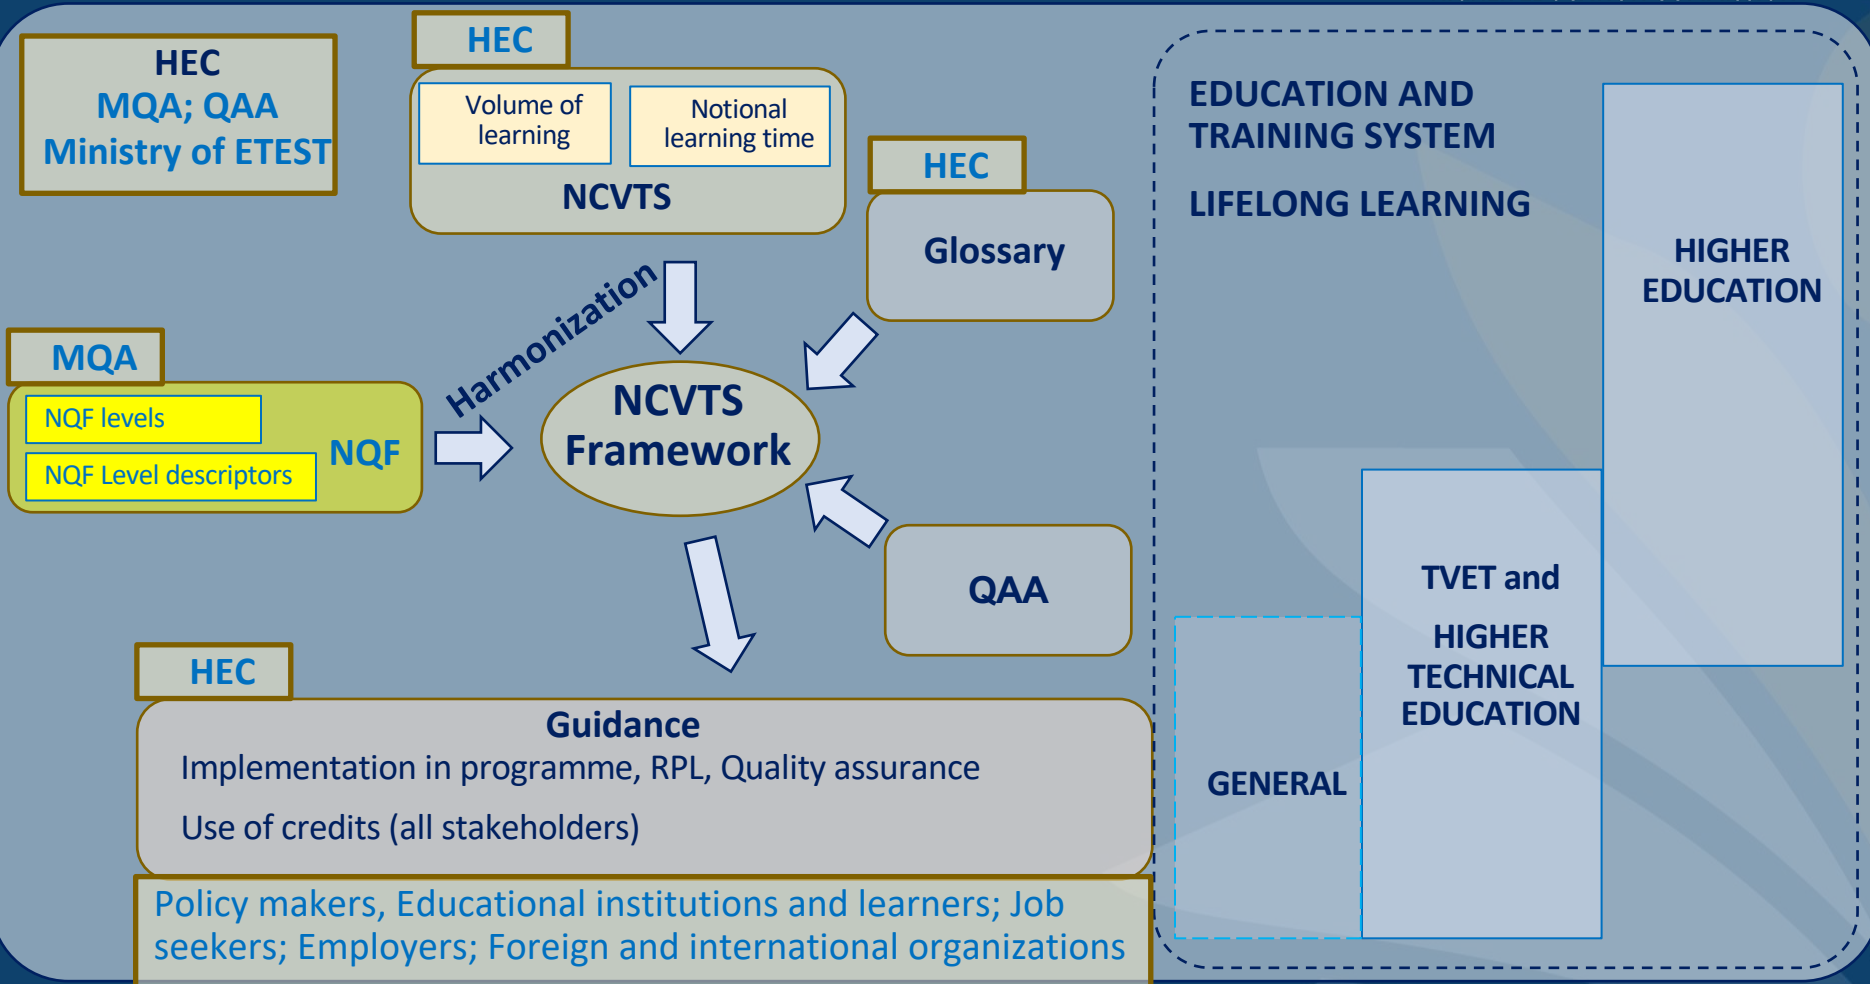 HEC
MQA; QAA
Ministry of ETEST
HEC
Volume of
learning
Notional
learning time
NCVTS
HEC
Glossary
Harmonization
MQA
NQF levels
NQF Level descriptors
NQF
NCVTS
Framework
QAA
HEC
Guidance
Implementation in programme, RPL, Quality assurance
Use of credits (all stakeholders)
Policy makers, Educational institutions and learners; Job
seekers; Employers; Foreign and international organizations
EDUCATION AND
TRAINING SYSTEM
LIFELONG LEARNING
HIGHER
EDUCATION
TVET and
HIGHER
TECHNICAL
EDUCATION
GENERAL